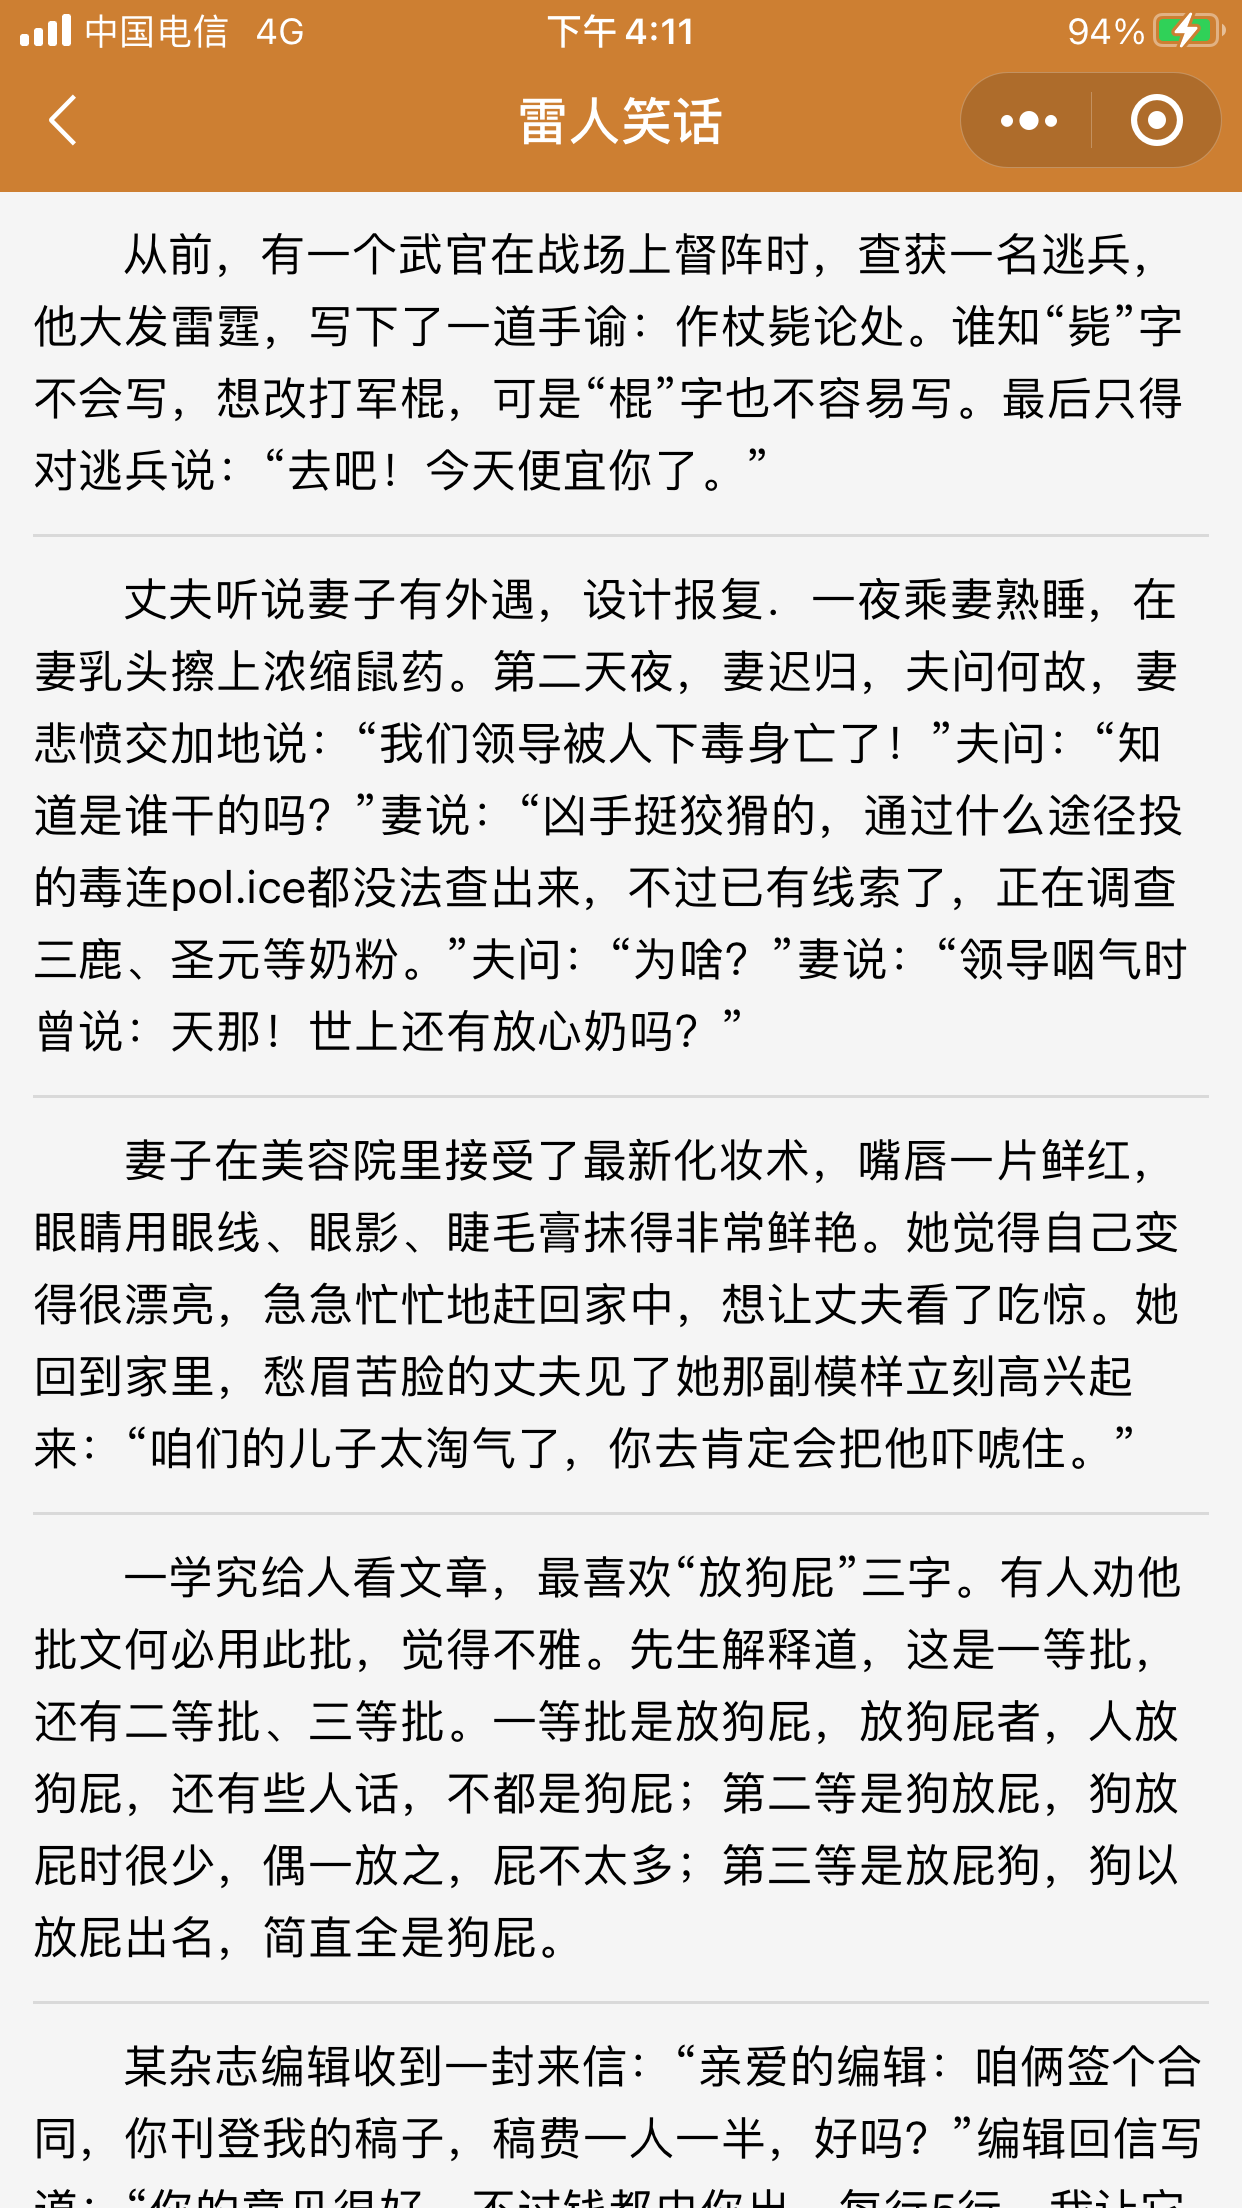 中国电信 4G 下午4:11 94%
雷人笑话
从前，有一个武官在战场上督阵时，查获一名逃兵，
他大发雷霆，写下了一道手谕：作杖毙论处。谁知“毙”字
不会写，想改打军棍，可是“棍”字也不容易写。最后只得
对逃兵说：“去吧！今天便宜你了。”
丈夫听说妻子有外遇，设计报复．一夜乘妻熟睡，在
妻乳头擦上浓缩鼠药。第二天夜，妻迟归，夫问何故，妻
悲愤交加地说：“我们领导被人下毒身亡了！”夫问：“知
道是谁干的吗？”妻说：“凶手挺狡猾的，通过什么途径投
的毒连pol.ice都没法查出来，不过已有线索了，正在调查
三鹿、圣元等奶粉。”夫问：“为啥？”妻说：“领导咽气时
曾说：天那！世上还有放心奶吗？”
妻子在美容院里接受了最新化妆术，嘴唇一片鲜红，
眼睛用眼线、眼影、睫毛膏抹得非常鲜艳。她觉得自己变
得很漂亮，急急忙忙地赶回家中，想让丈夫看了吃惊。她
回到家里，愁眉苦脸的丈夫见了她那副模样立刻高兴起
来：“咱们的儿子太淘气了，你去肯定会把他吓唬住。”
一学究给人看文章，最喜欢“放狗屁”三字。有人劝他
批文何必用此批，觉得不雅。先生解释道，这是一等批，
还有二等批、三等批。一等批是放狗屁，放狗屁者，人放
狗屁，还有些人话，不都是狗屁；第二等是狗放屁，狗放
屁时很少，偶一放之，屁不太多；第三等是放屁狗，狗以
放屁出名，简直全是狗屁。
某杂志编辑收到一封来信：“亲爱的编辑：咱俩签个合
同，你刊登我的稿子，稿费一人一半，好吗？”编辑回信写
道：“你的意见很好，不过钱都由你出，每行5行，我让它